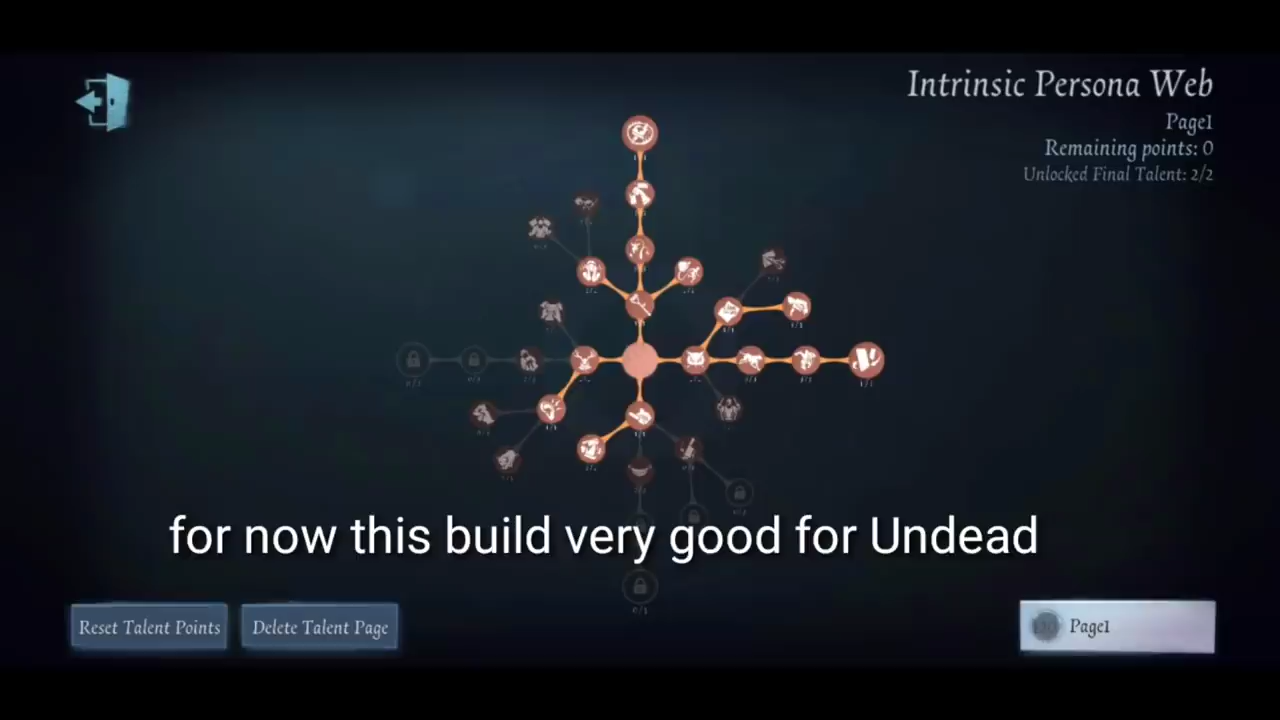 Intrinsic Persona Web
Page1
Remaining points: 0
Unlocked Final Talent: 2/2
for now this build very good for Undead
Reset Talent Points
Delete Talent Page
Page1